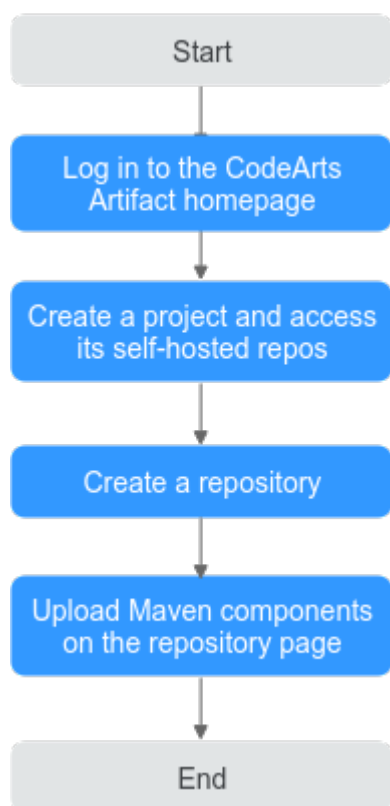 Start
Log in to the CodeArts
Artifact homepage
Create a project and access
its self-hosted repos
Create a repository
Upload Maven components
on the repository page
End